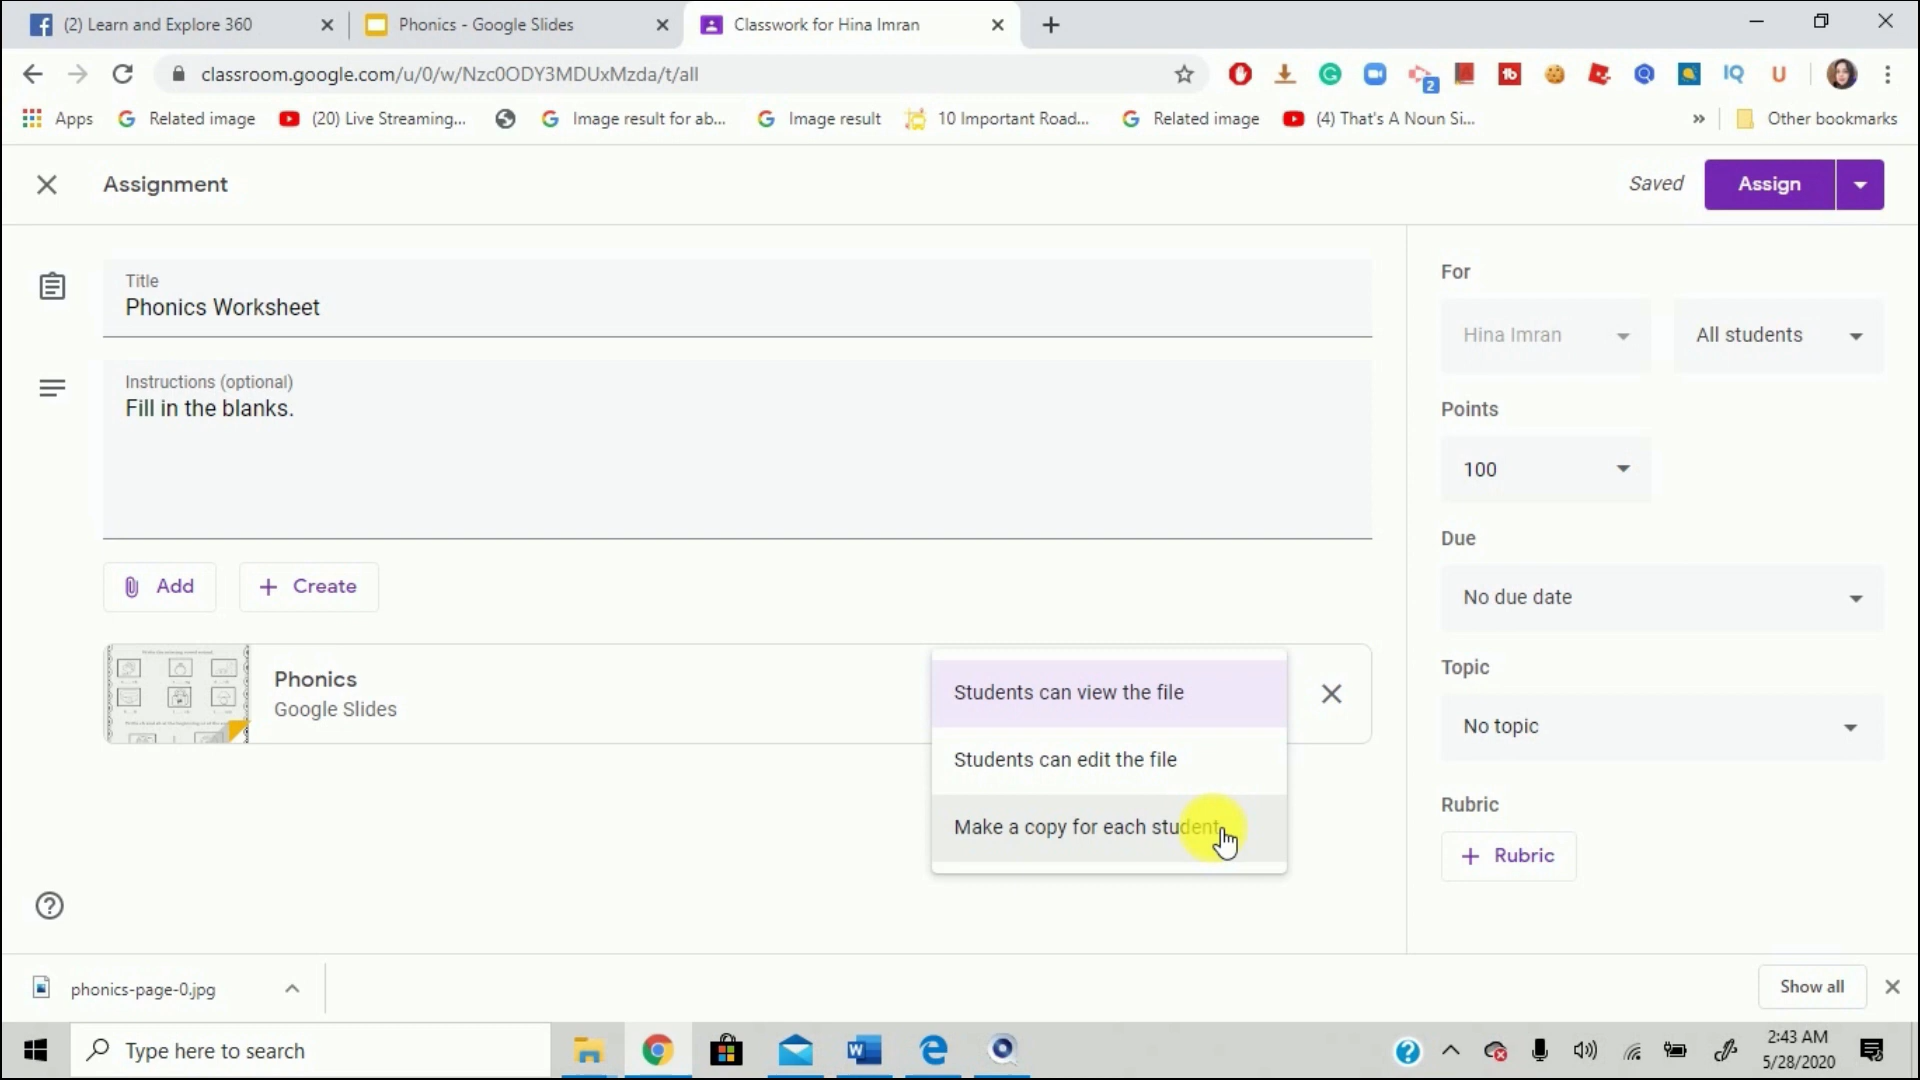 (2) Learn and Explore 360
Phonics - Google Slides
Classwork for Hina Imran
classroom.google.com/u/0/w/Nzc0ODY3MDUxMzda/t/all
2
IQ
Apps
Related image
(20) Live Streaming...
Image result for ab...
Image result
10 Important Road...
Related image
(4) That's A Noun Si...
»
Other bookmarks
Assignment
Saved
Assign
Title
Phonics Worksheet
Instructions (optional)
Fill in the blanks.
Add
Create
Phonics
Google Slides
Students can view the file
Students can edit the file
Make a copy for each student
For
Hina Imran
All students
Points
100
Due
No due date
Topic
No topic
Rubric
Rubric
phonics-page-0.jpg
Show all
Type here to search
2:43 AM
5/28/2020